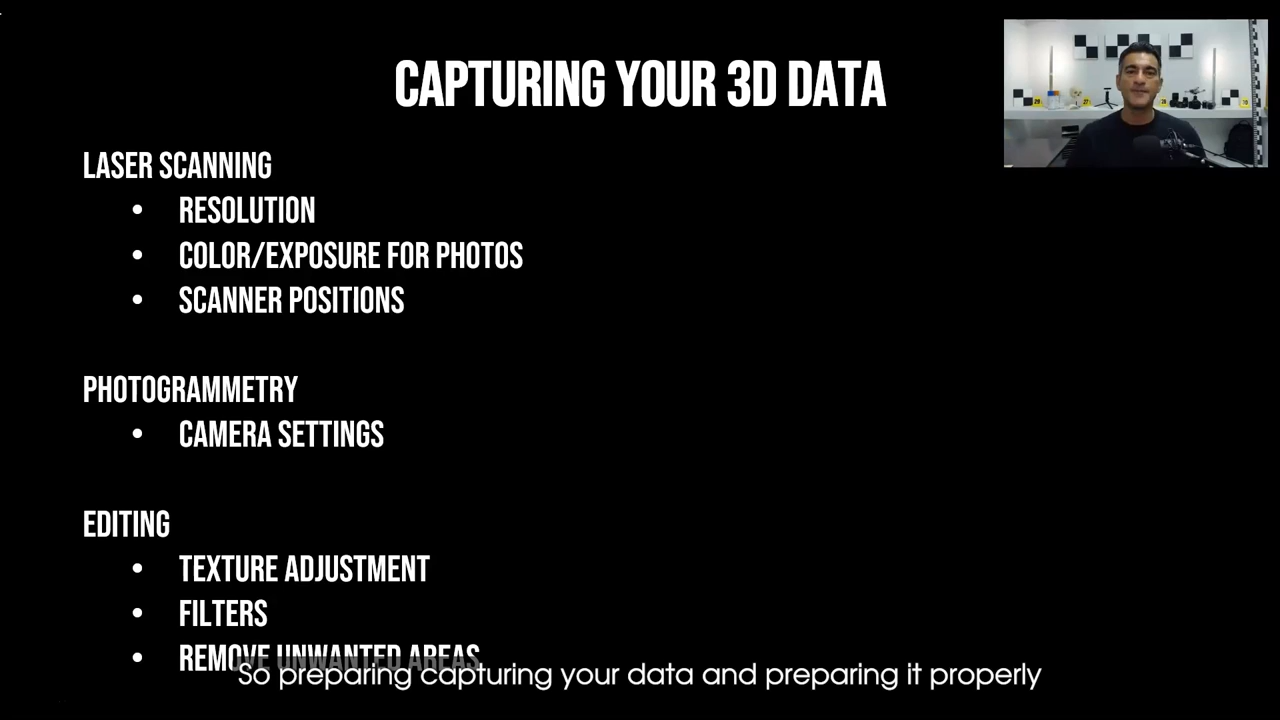 CAPTURING YOUR 3D DATA
LASER SCANNING
• RESOLUTION
• COLOR/EXPOSURE FOR PHOTOS
• SCANNER POSITIONS
PHOTOGRAMMETRY
• CAMERA SETTINGS
EDITING
• TEXTURE ADJUSTMENT
• FILTERS
• REMOVE UNWANTED AREAS
So preparing capturing your data and preparing it properly